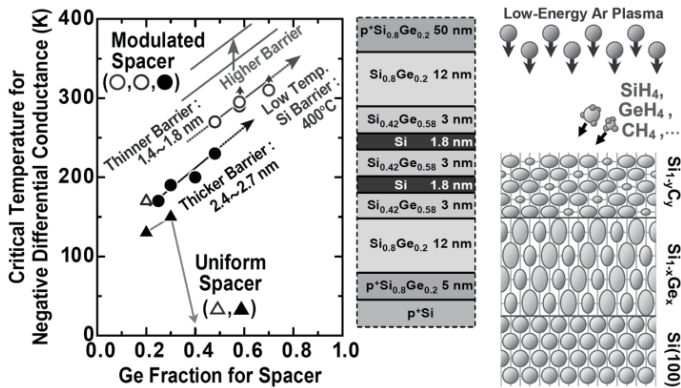 Critical Temperature for
Negative Differential Conductance (K)
400
300
200
100
0
0.0 0.2 0.4 0.6 0.8 1.0
Ge Fraction for Spacer
Modulated
Spacer
(○,○,●)
Higher Barrier
Thinner Barrier :
1.4~1.8 nm
Low Temp.
Si Barrier :
400°C
Thicker Barrier :
2.4~2.7 nm
Uniform
Spacer
(△,▲)
p⁺Si₀.₈Ge₀.₂ 50 nm
Si₀.₈Ge₀.₂ 12 nm
Si₀.₄₂Ge₀.₅₈ 3 nm
Si 1.8 nm
Si₀.₄₂Ge₀.₅₈ 3 nm
Si 1.8 nm
Si₀.₄₂Ge₀.₅₈ 3 nm
Si₀.₈Ge₀.₂ 12 nm
p⁺Si₀.₈Ge₀.₂ 5 nm
p⁺Si
Low-Energy Ar Plasma
SiH₄,
GeH₄,
CH₄,...
Si₁₋yCy
Si₁₋ₓGeₓ
Si(100)